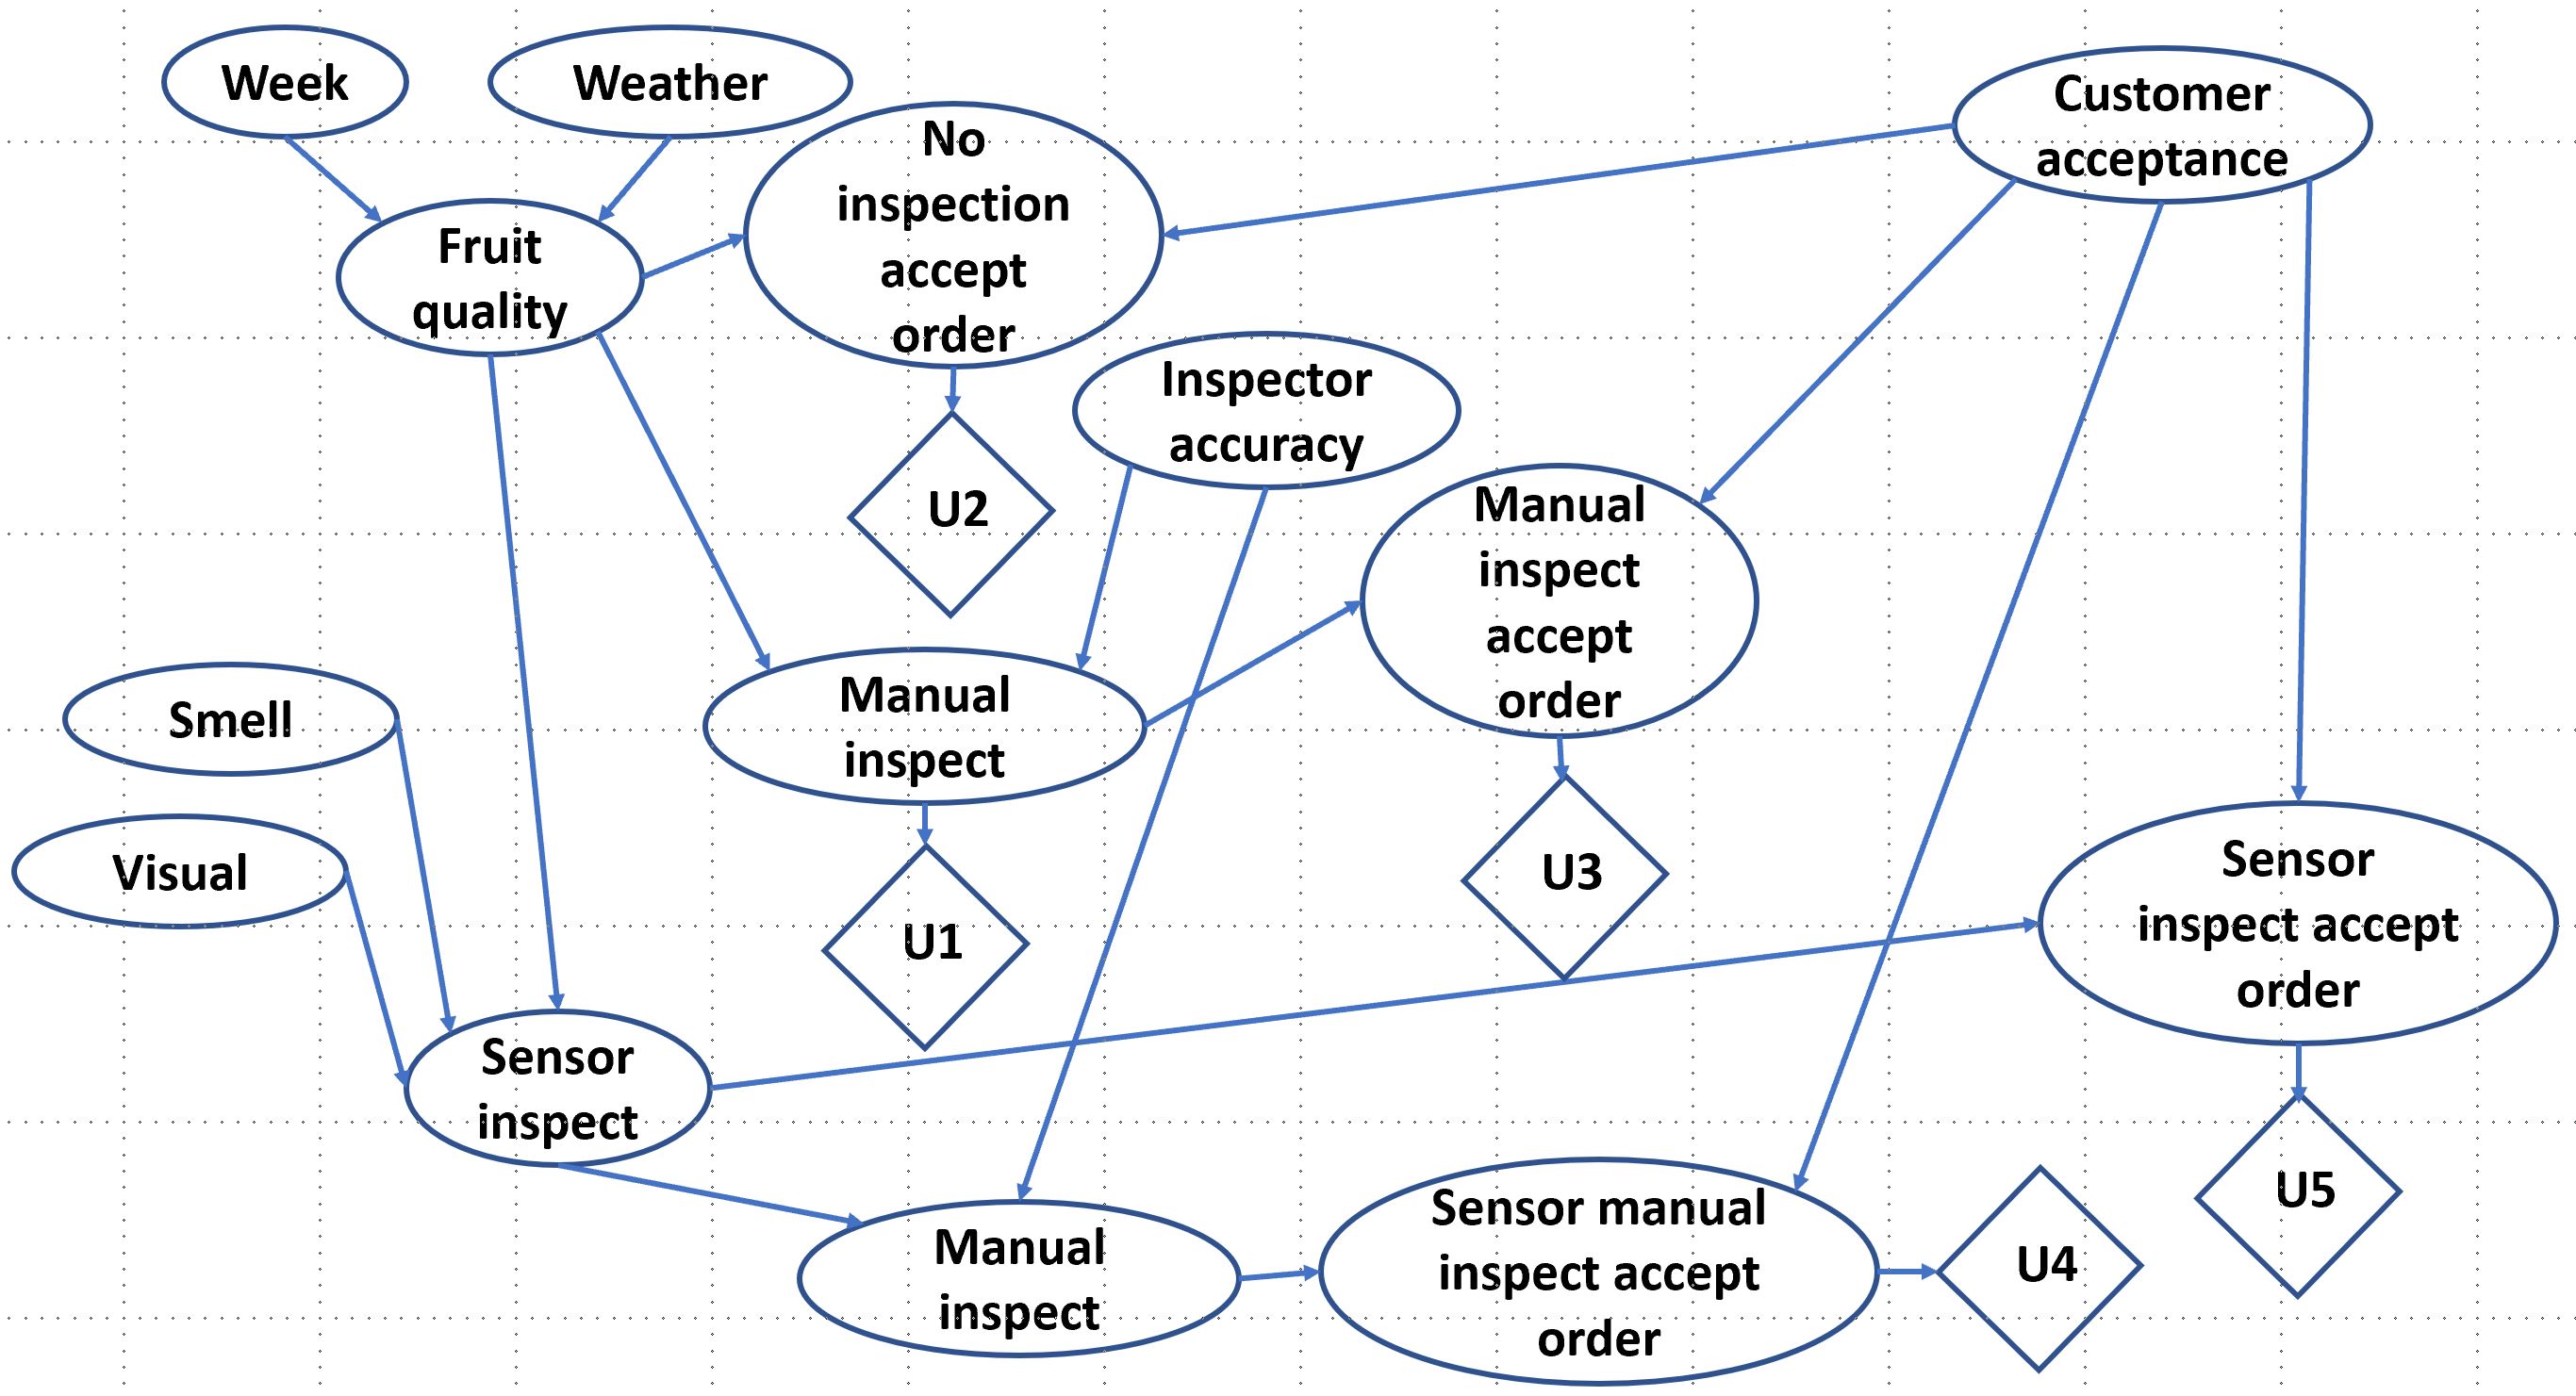 Week
Weather
Customer
acceptance
No
inspection
accept
order
Fruit
quality
Inspector
accuracy
U2
Manual
inspect
accept
order
Smell
Manual
inspect
Visual
U3
U1
Sensor
inspect accept
order
Sensor
inspect
U5
Manual
inspect
Sensor manual
inspect accept
order
U4